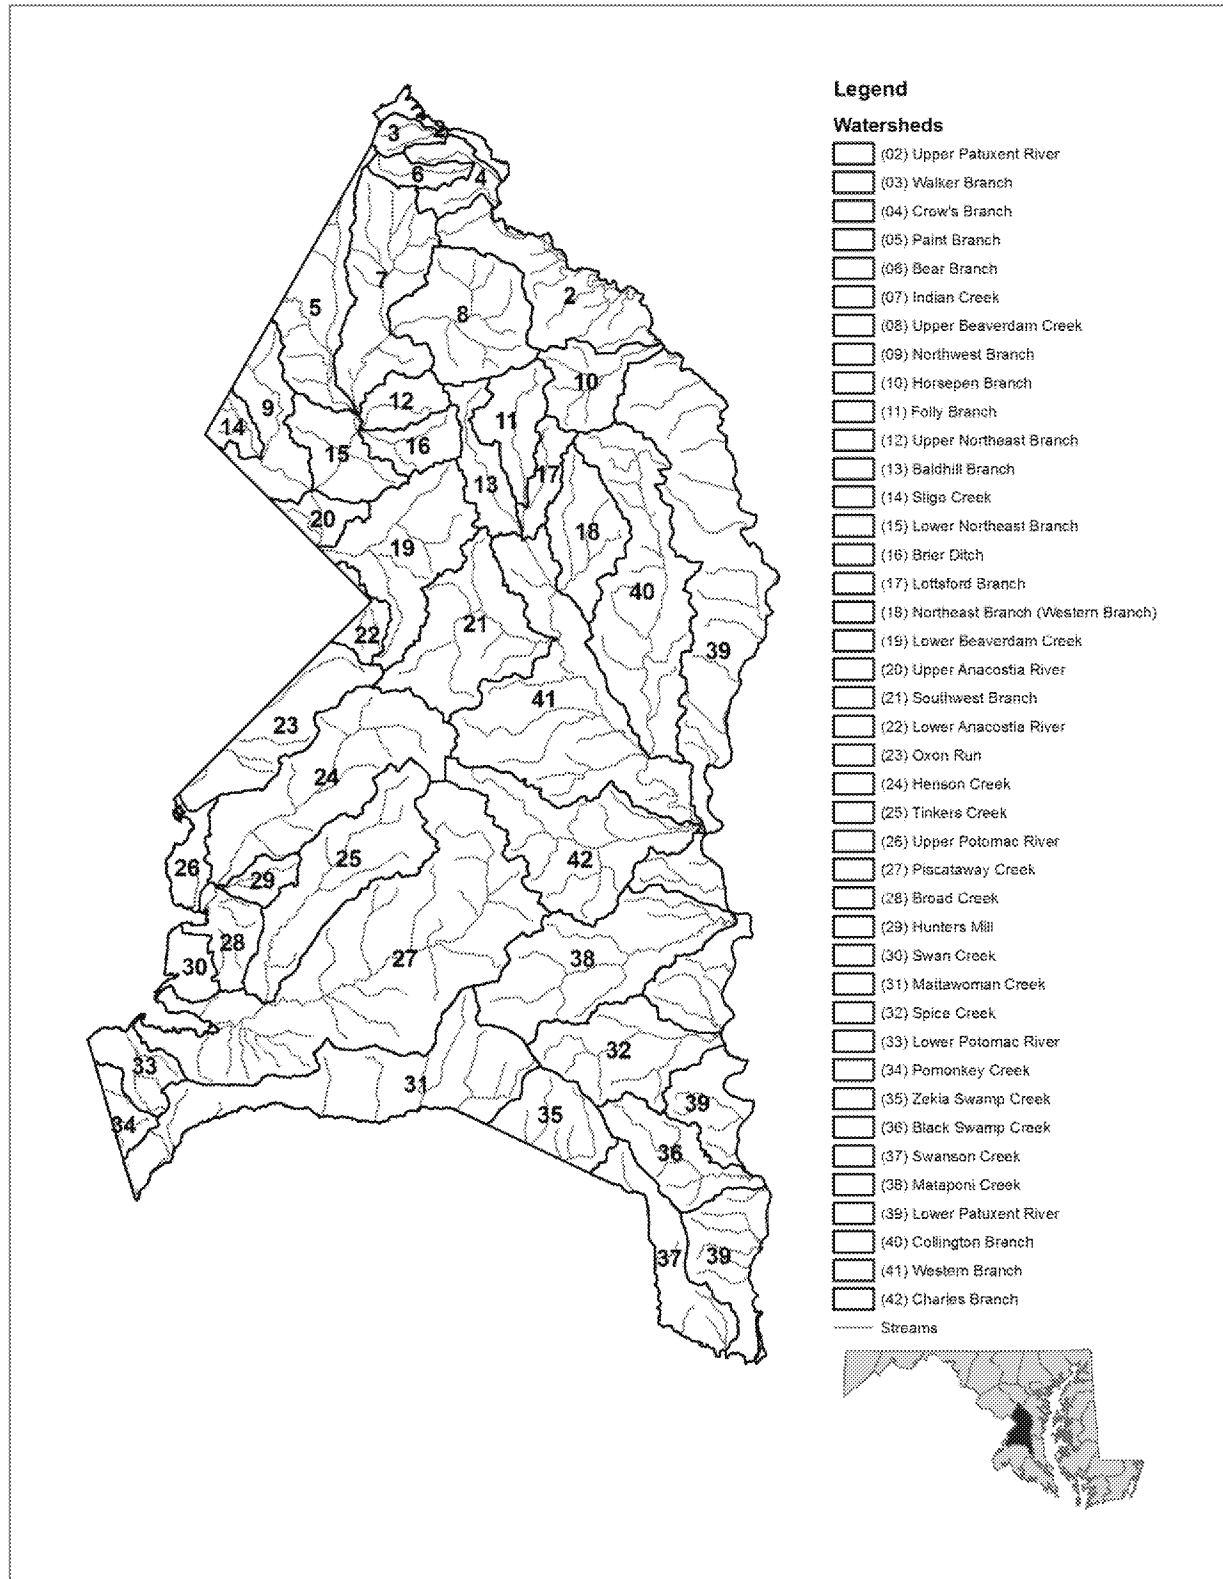 Legend
Watersheds
(02) Upper Patuxent River
(03) Walker Branch
(04) Crow's Branch
(05) Paint Branch
(06) Bear Branch
(07) Indian Creek
(08) Upper Beaverdam Creek
(09) Northwest Branch
(10) Horsepen Branch
(11) Folly Branch
(12) Upper Northeast Branch
(13) Baldhill Branch
(14) Sligo Creek
(15) Lower Northeast Branch
(16) Brier Ditch
(17) Lottsford Branch
(18) Northeast Branch (Western Branch)
(19) Lower Beaverdam Creek
(20) Upper Anacostia River
(21) Southwest Branch
(22) Lower Anacostia River
(23) Oxon Run
(24) Henson Creek
(25) Tinkers Creek
(26) Upper Potomac River
(27) Piscataway Creek
(28) Broad Creek
(29) Hunters Mill
(30) Swan Creek
(31) Mattawoman Creek
(32) Spice Creek
(33) Lower Potomac River
(34) Pomonkey Creek
(35) Zekia Swamp Creek
(36) Black Swamp Creek
(37) Swanson Creek
(38) Mataponi Creek
(39) Lower Patuxent River
(40) Collington Branch
(41) Western Branch
(42) Charles Branch
Streams
2
3
6
4
7
5
2
8
10
9
12
11
14
16
15
17
13
20
18
19
40
22
21
39
41
23
24
25
42
26
29
28
27
38
30
32
33
31
39
35
34
36
37
39